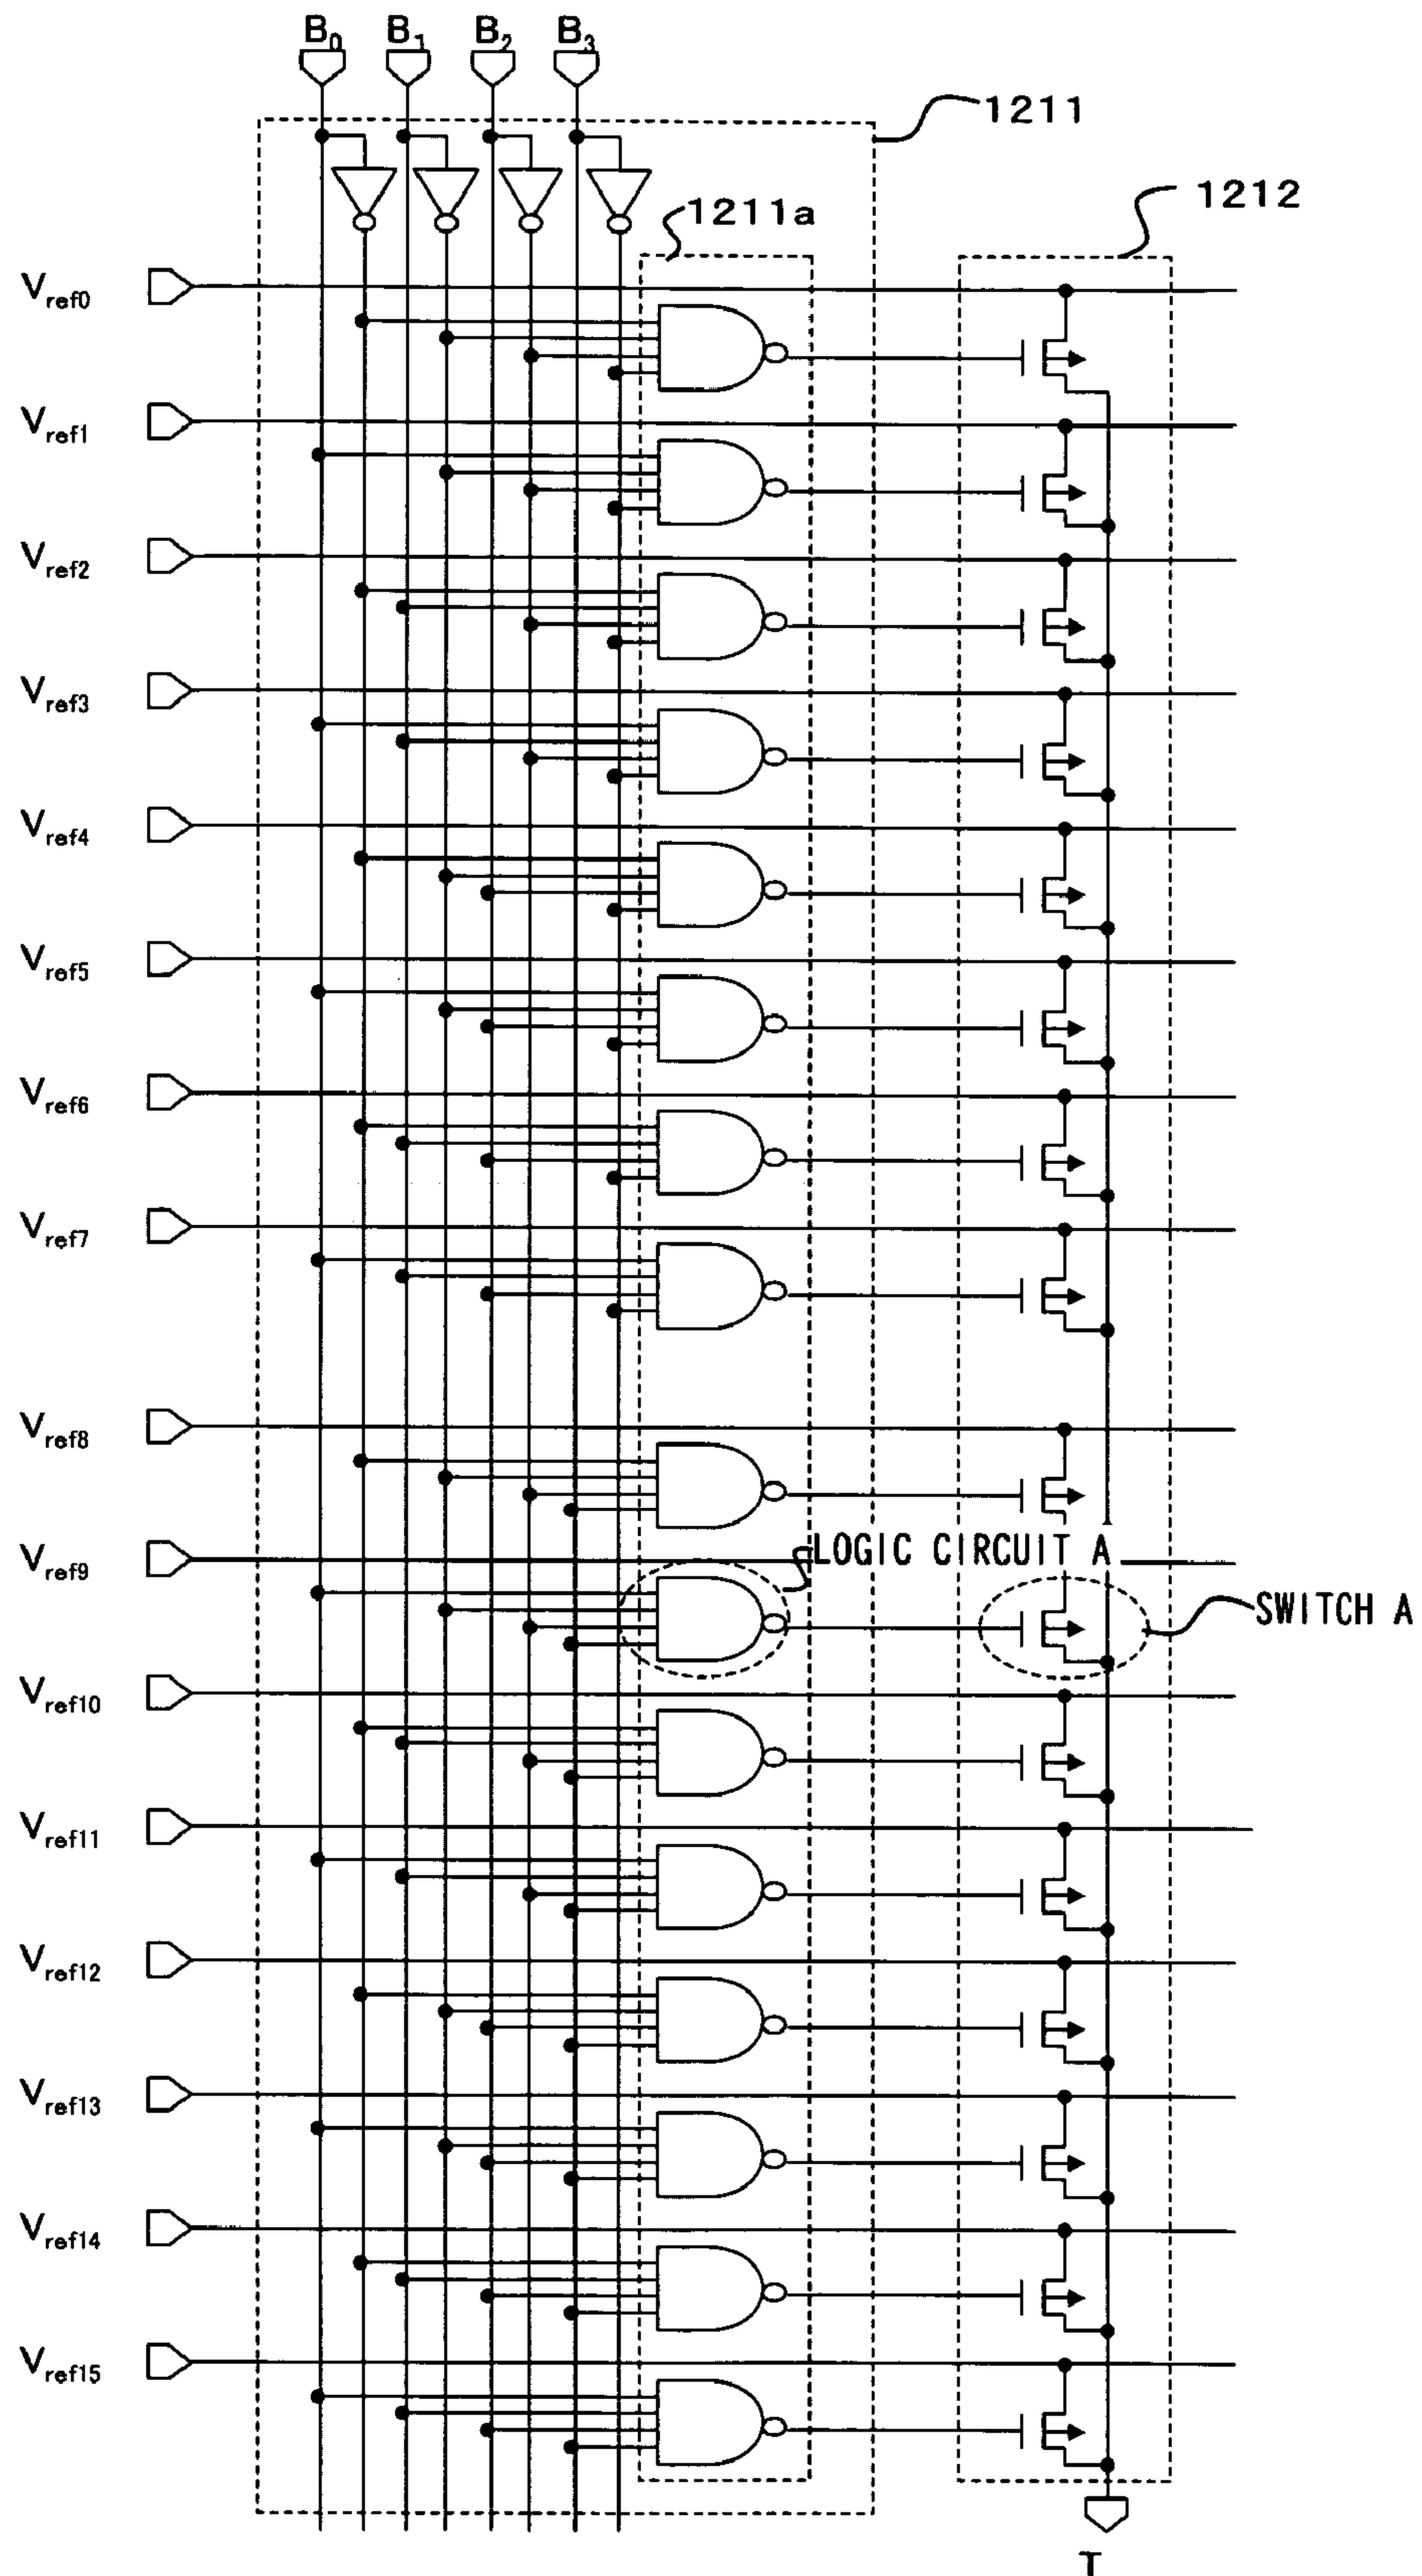 B0 B1 B2 B3
1211
1212
1211a
Vref0
Vref1
Vref2
Vref3
Vref4
Vref5
Vref6
Vref7
Vref8
LOGIC CIRCUIT A
Vref9
SWITCH A
Vref10
Vref11
Vref12
Vref13
Vref14
Vref15
T